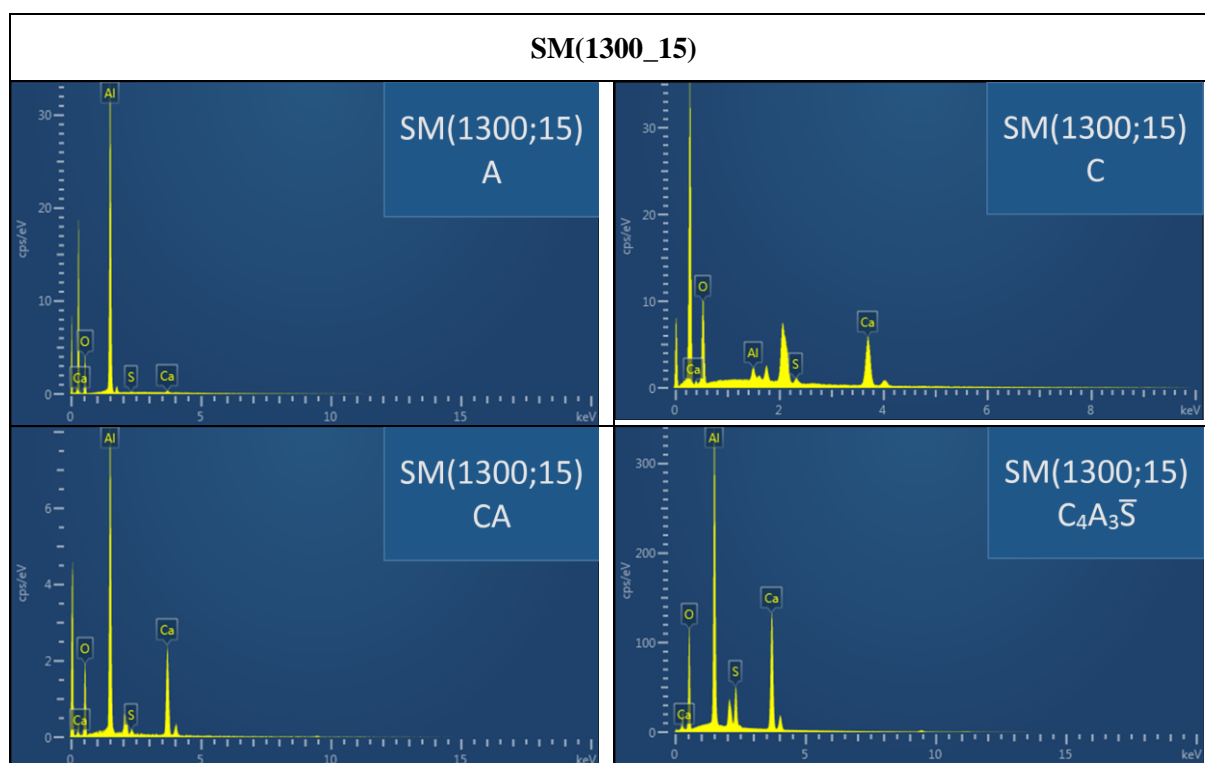 SM(1300_15)
SM(1300;15)
A
cps/eV
30
20
10
0
Al
O
Ca
S
Ca
0
5
10
15
keV
SM(1300;15)
C
cps/eV
30
20
10
0
O
Ca
Al
S
Ca
0
2
4
6
8
keV
SM(1300;15)
CA
cps/eV
6
4
2
0
Al
O
Ca
S
Ca
0
5
10
15
keV
SM(1300;15)
C₄A₃S̅
cps/eV
300
200
100
0
Al
O
Ca
S
Ca
0
5
10
15
keV